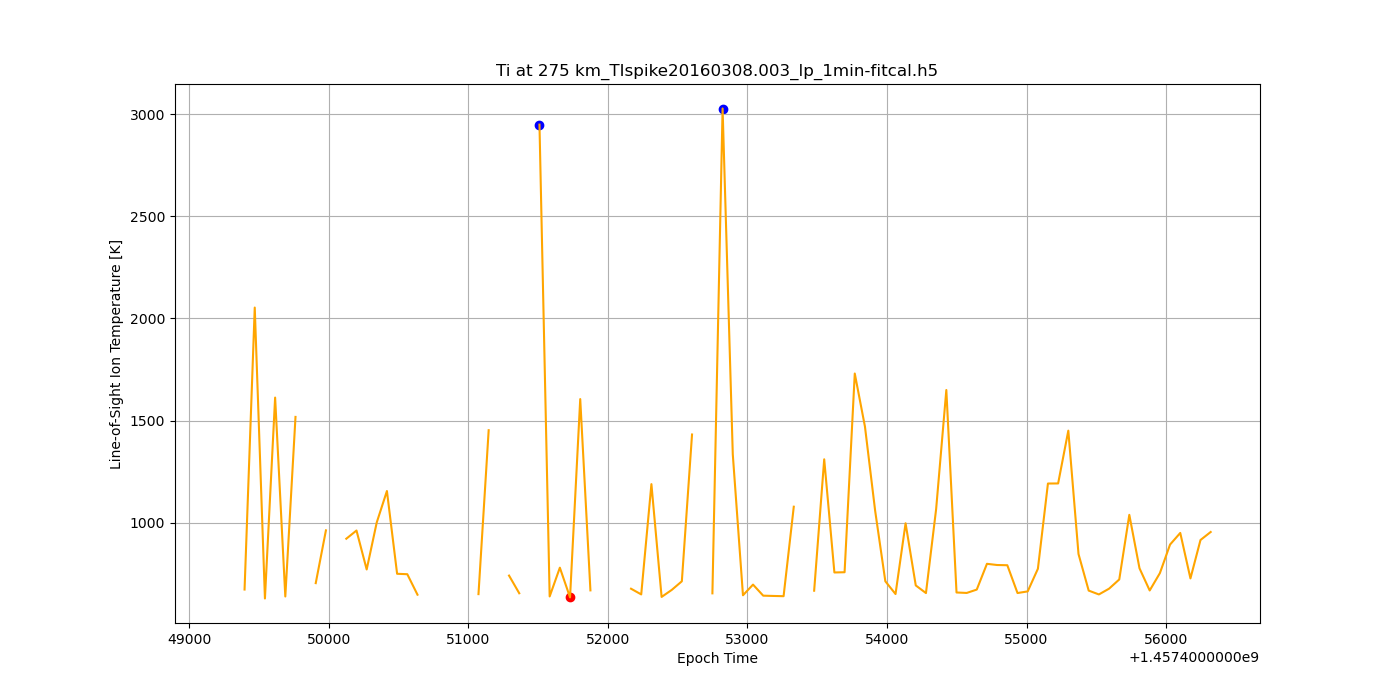 Ti at 275 km_TIspike20160308.003_lp_1min-fitcal.h5
Line-of-Sight Ion Temperature [K]
3000
2500
2000
1500
1000
49000 50000 51000 52000 53000 54000 55000 56000
Epoch Time
+1.4574000000e9